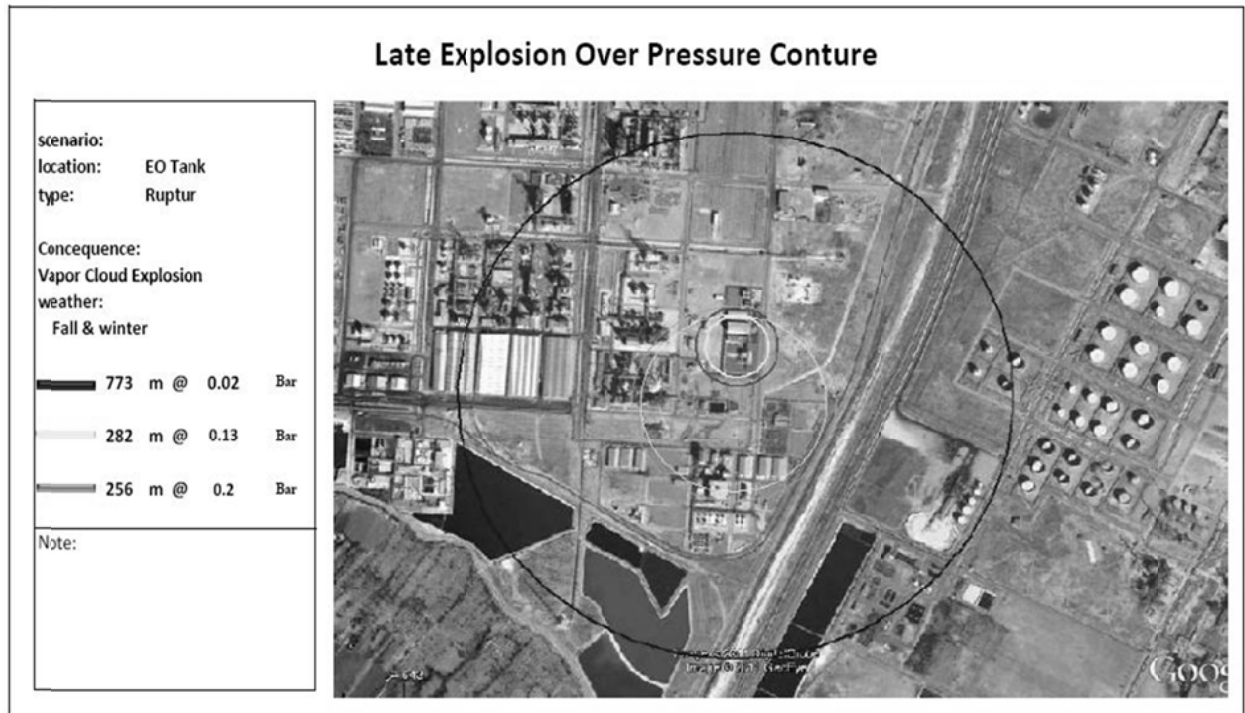 Late Explosion Over Pressure Conture
scenario:
location: EO Tank
type: Ruptur
Concequence:
Vapor Cloud Explosion
weather:
Fall & winter
773 m @ 0.02 Bar
282 m @ 0.13 Bar
256 m @ 0.2 Bar
Note:
Goog